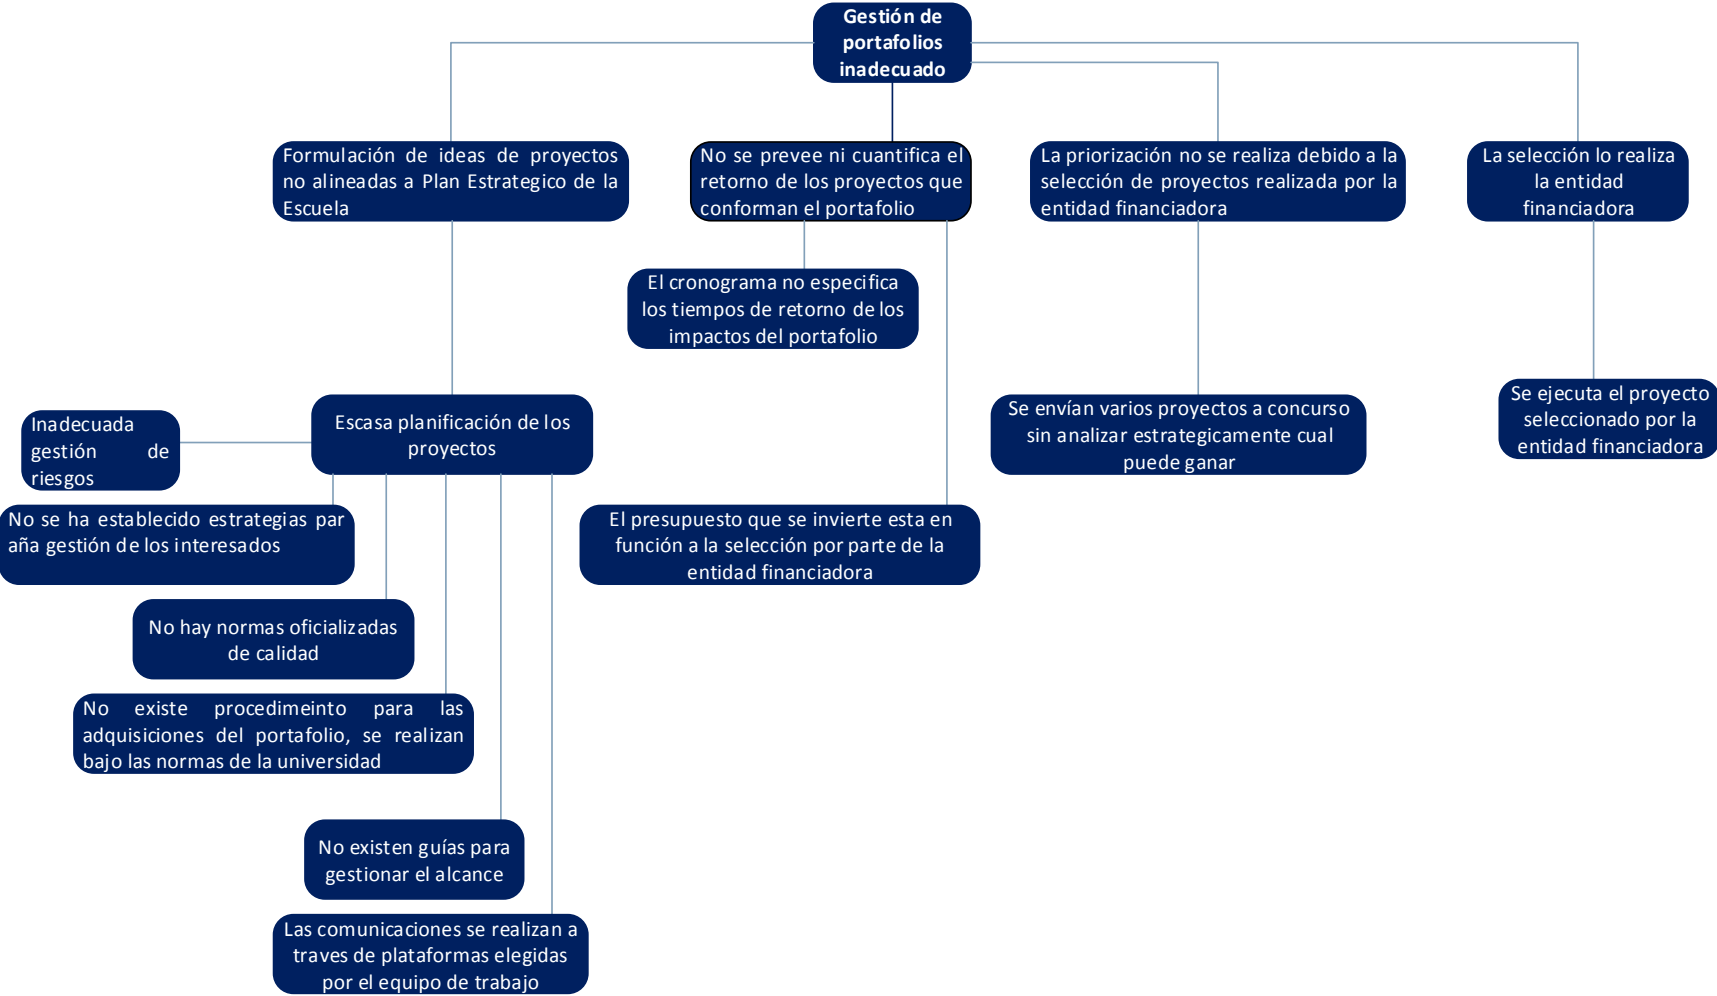 Gestión de
portafolios
inadecuado
Formulación de ideas de proyectos
no alineadas a Plan Estrategico de la
Escuela
No se prevee ni cuantifica el
retorno de los proyectos que
conforman el portafolio
La priorización no se realiza debido a la
selección de proyectos realizada por la
entidad financiadora
La selección lo realiza
la entidad
financiadora
El cronograma no especifica
los tiempos de retorno de los
impactos del portafolio
Se ejecuta el proyecto
seleccionado por la
entidad financiadora
Escasa planificación de los
proyectos
Se envían varios proyectos a concurso
sin analizar estrategicamente cual
puede ganar
Inadecuada
gestión de
riesgos
No se ha establecido estrategias par
aña gestión de los interesados
El presupuesto que se invierte esta en
función a la selección por parte de la
entidad financiadora
No hay normas oficializadas
de calidad
No existe procedimeinto para las
adquisiciones del portafolio, se realizan
bajo las normas de la universidad
No existen guías para
gestionar el alcance
Las comunicaciones se realizan a
traves de plataformas elegidas
por el equipo de trabajo